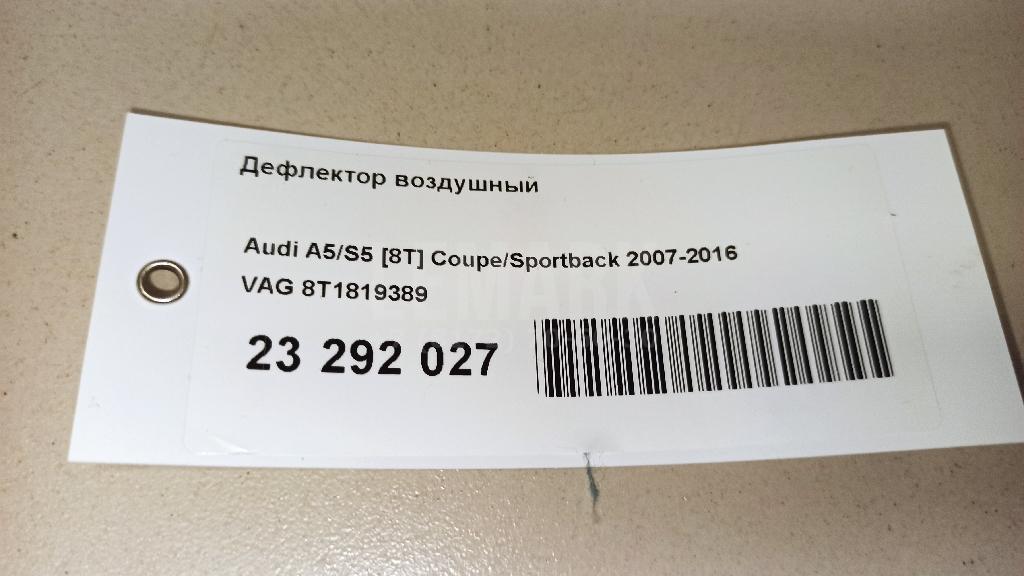 Дефлектор воздушный
Audi A5/S5 [8T] Coupe/Sportback 2007-2016
VAG 8T1819389
23 292 027